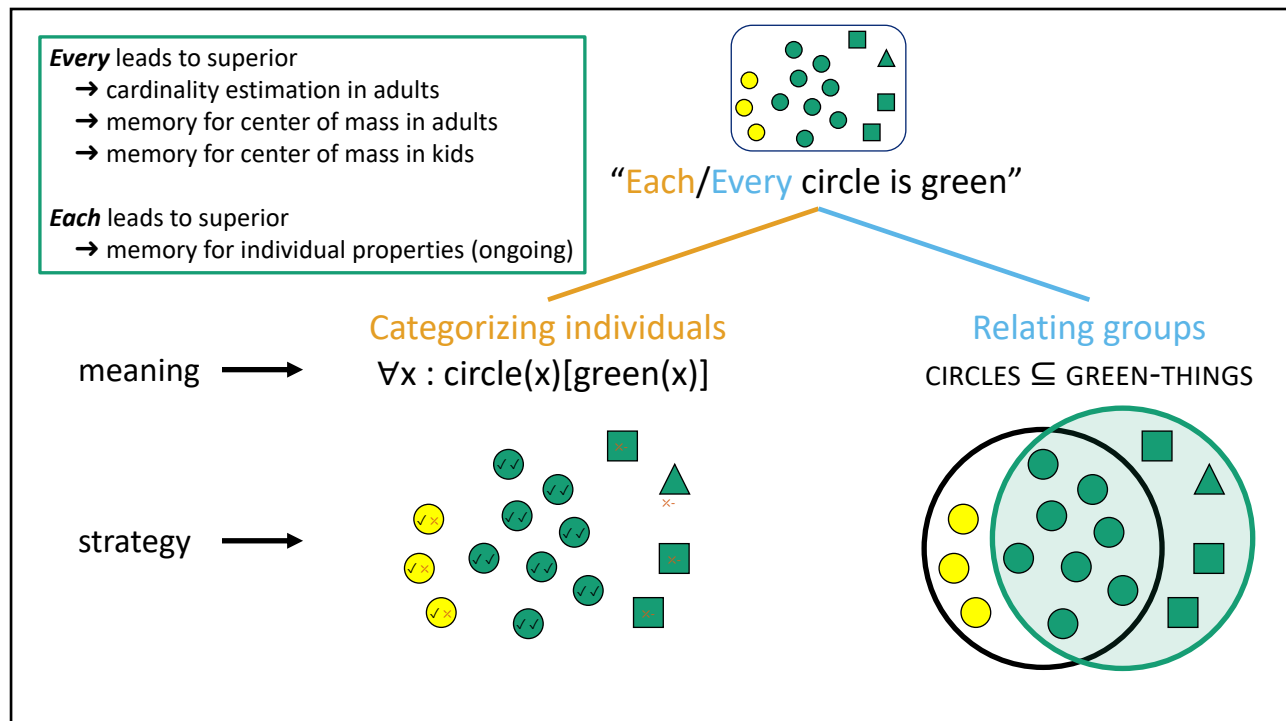 Every leads to superior
→ cardinality estimation in adults
→ memory for center of mass in adults
→ memory for center of mass in kids
Each leads to superior
→ memory for individual properties (ongoing)
“Each/Every circle is green”
Categorizing individuals
Relating groups
meaning
∀x : circle(x)[green(x)]
CIRCLES ⊆ GREEN-THINGS
strategy